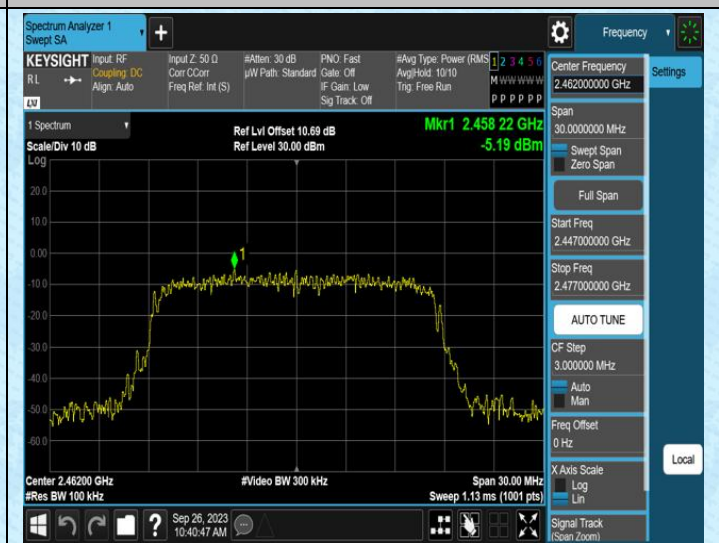 Spectrum Analyzer 1
Swept SA
Frequency
KEYSIGHT
RL
LXI
Input: RF
Coupling: DC
Align: Auto
Input Z: 50 Ω
Corr CCorr
Freq Ref: Int (S)
#Atten: 30 dB
µW Path: Standard
PNO: Fast
Gate: Off
IF Gain: Low
Sig Track: Off
#Avg Type: Power (RMS
Avg|Hold: 10/10
Trig: Free Run
1 2 3 4 5 6
M W W W W W
P P P P P P
1 Spectrum
Scale/Div 10 dB
Ref Lvl Offset 10.69 dB
Ref Level 30.00 dBm
Mkr1 2.458 22 GHz
-5.19 dBm
Log
20.0
10.0
0.00
-10.0
-20.0
-30.0
-40.0
-50.0
-60.0
1
Center 2.46200 GHz
#Res BW 100 kHz
#Video BW 300 kHz
Span 30.00 MHz
Sweep 1.13 ms (1001 pts)
Sep 26, 2023
10:40:47 AM
?
Center Frequency
2.462000000 GHz
Settings
Span
30.0000000 MHz
Swept Span
Zero Span
Full Span
Start Freq
2.447000000 GHz
Stop Freq
2.477000000 GHz
AUTO TUNE
CF Step
3.000000 MHz
Auto
Man
Freq Offset
0 Hz
X Axis Scale
Log
Lin
Local
Signal Track
(Span Zoom)